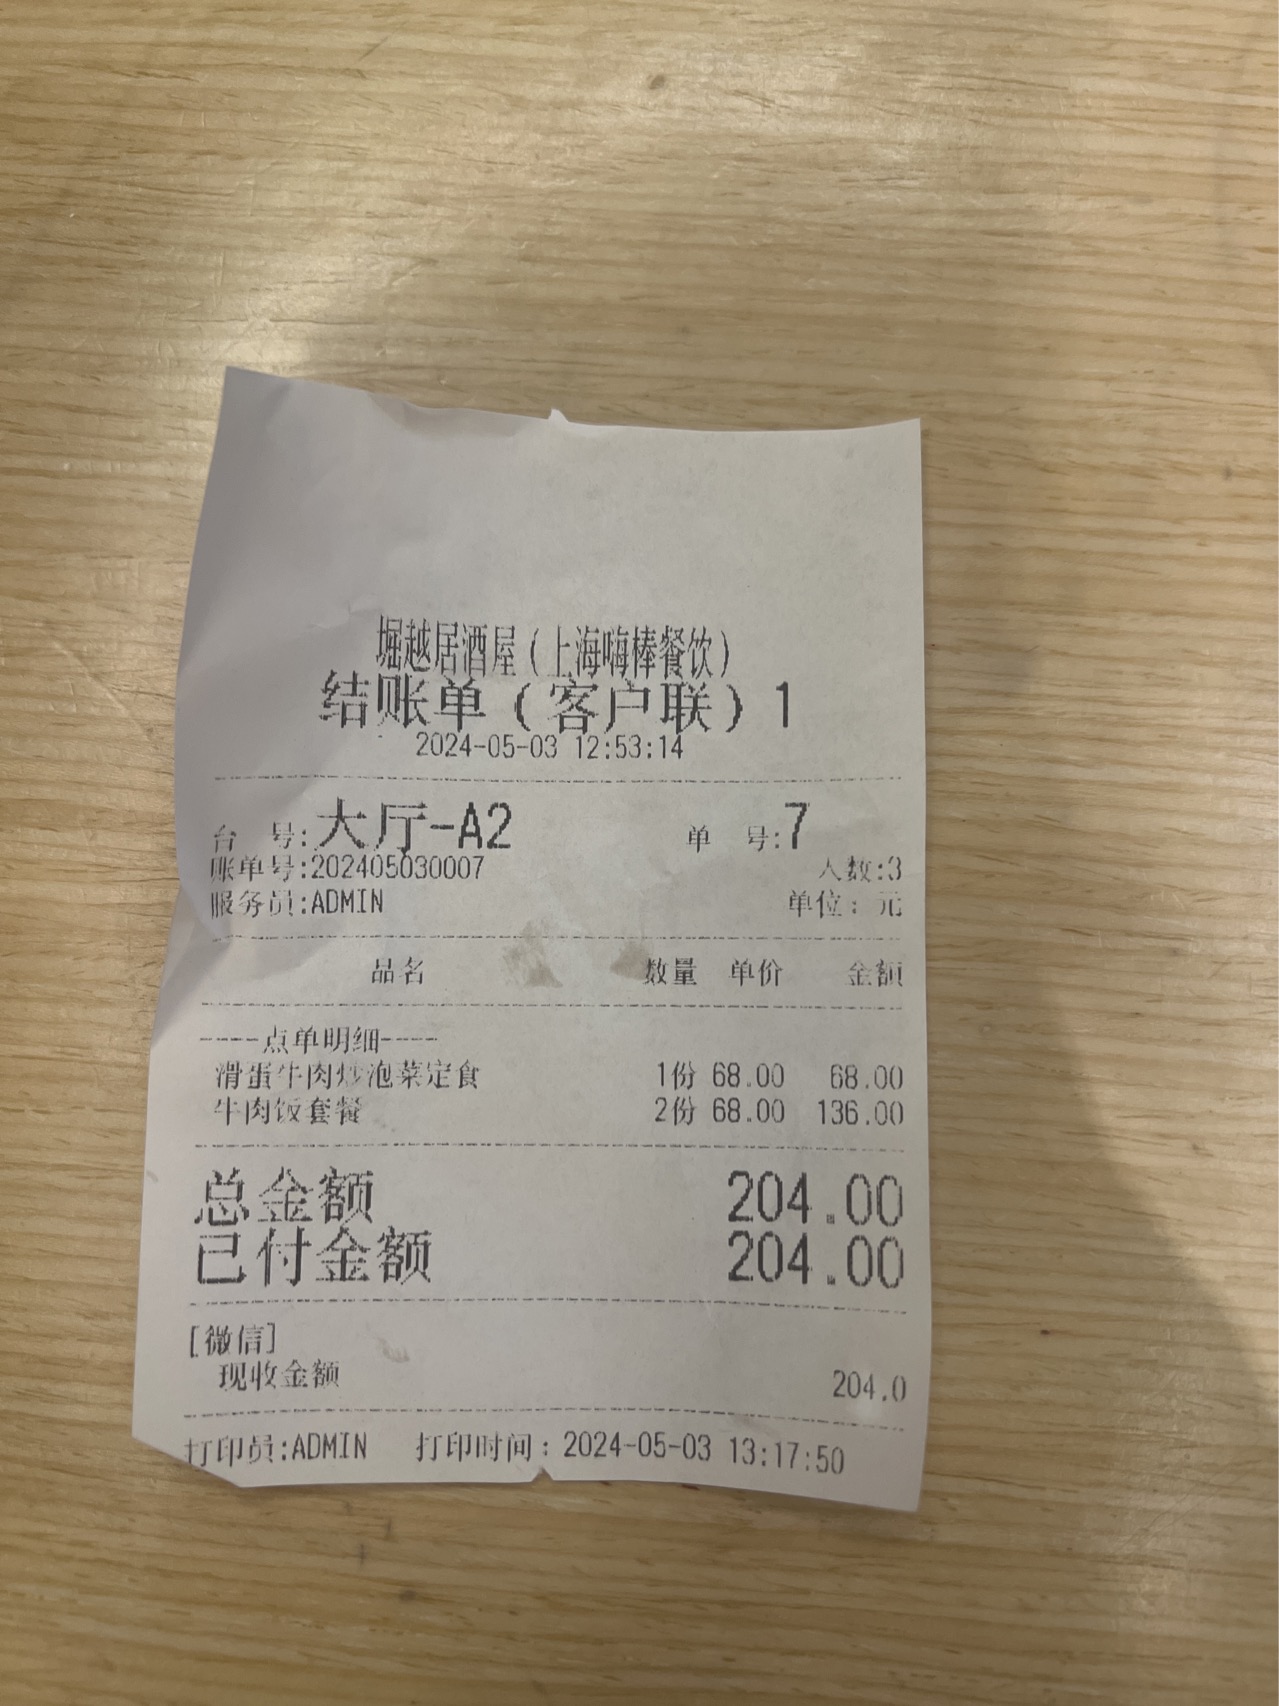 堀越居酒屋(上海嗨棒餐饮)
结账单(客户联)1
2024-05-03 12:53:14
台 号:大厅-A2 单 号:7
账单号:202405030007 人数:3
服务员:ADMIN 单位: 元
品名 数量 单价 金额
----点单明细----
滑蛋牛肉炒泡菜定食 1份 68.00 68.00
牛肉饭套餐 2份 68.00 136.00
总金额 204.00
已付金额 204.00
[微信]
现收金额 204.0
打印员:ADMIN 打印时间: 2024-05-03 13:17:50